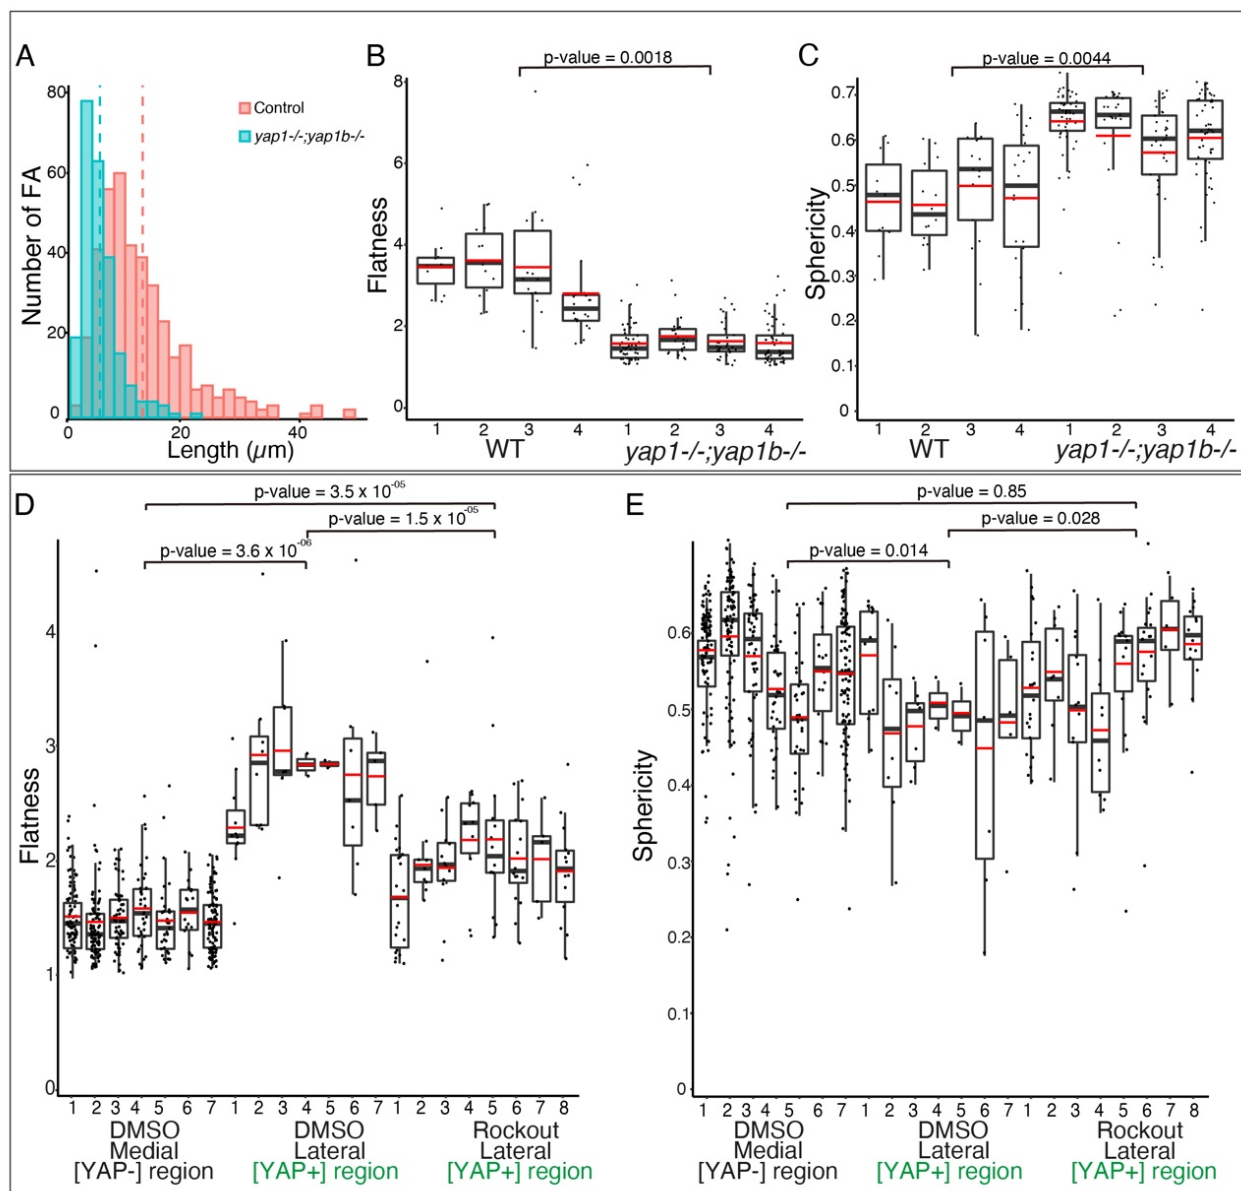 A
80
60
40
20
0
Number of FA
Control
yap1-/-;yap1b-/-
0 20 40
Length (µm)
B
p-value = 0.0018
8
6
4
2
0
Flatness
1 2 3 4 1 2 3 4
WT yap1-/-;yap1b-/-
C
p-value = 0.0044
0.7
0.6
0.5
0.4
0.3
0.2
0.1
0
Sphericity
1 2 3 4 1 2 3 4
WT yap1-/-;yap1b-/-
D
p-value = 3.5 x 10-05
p-value = 1.5 x 10-05
p-value = 3.6 x 10-06
4
3
2
1
0
Flatness
1 2 3 4 5 6 7 1 2 3 4 5 6 7 1 2 3 4 5 6 7 8
DMSO DMSO Rockout
Medial Lateral Lateral
[YAP-] region [YAP+] region [YAP+] region
E
p-value = 0.85
p-value = 0.028
p-value = 0.014
0.6
0.5
0.4
0.3
0.2
0.1
0
Sphericity
1 2 3 4 5 6 7 1 2 3 4 5 6 7 1 2 3 4 5 6 7 8
DMSO DMSO Rockout
Medial Lateral Lateral
[YAP-] region [YAP+] region [YAP+] region